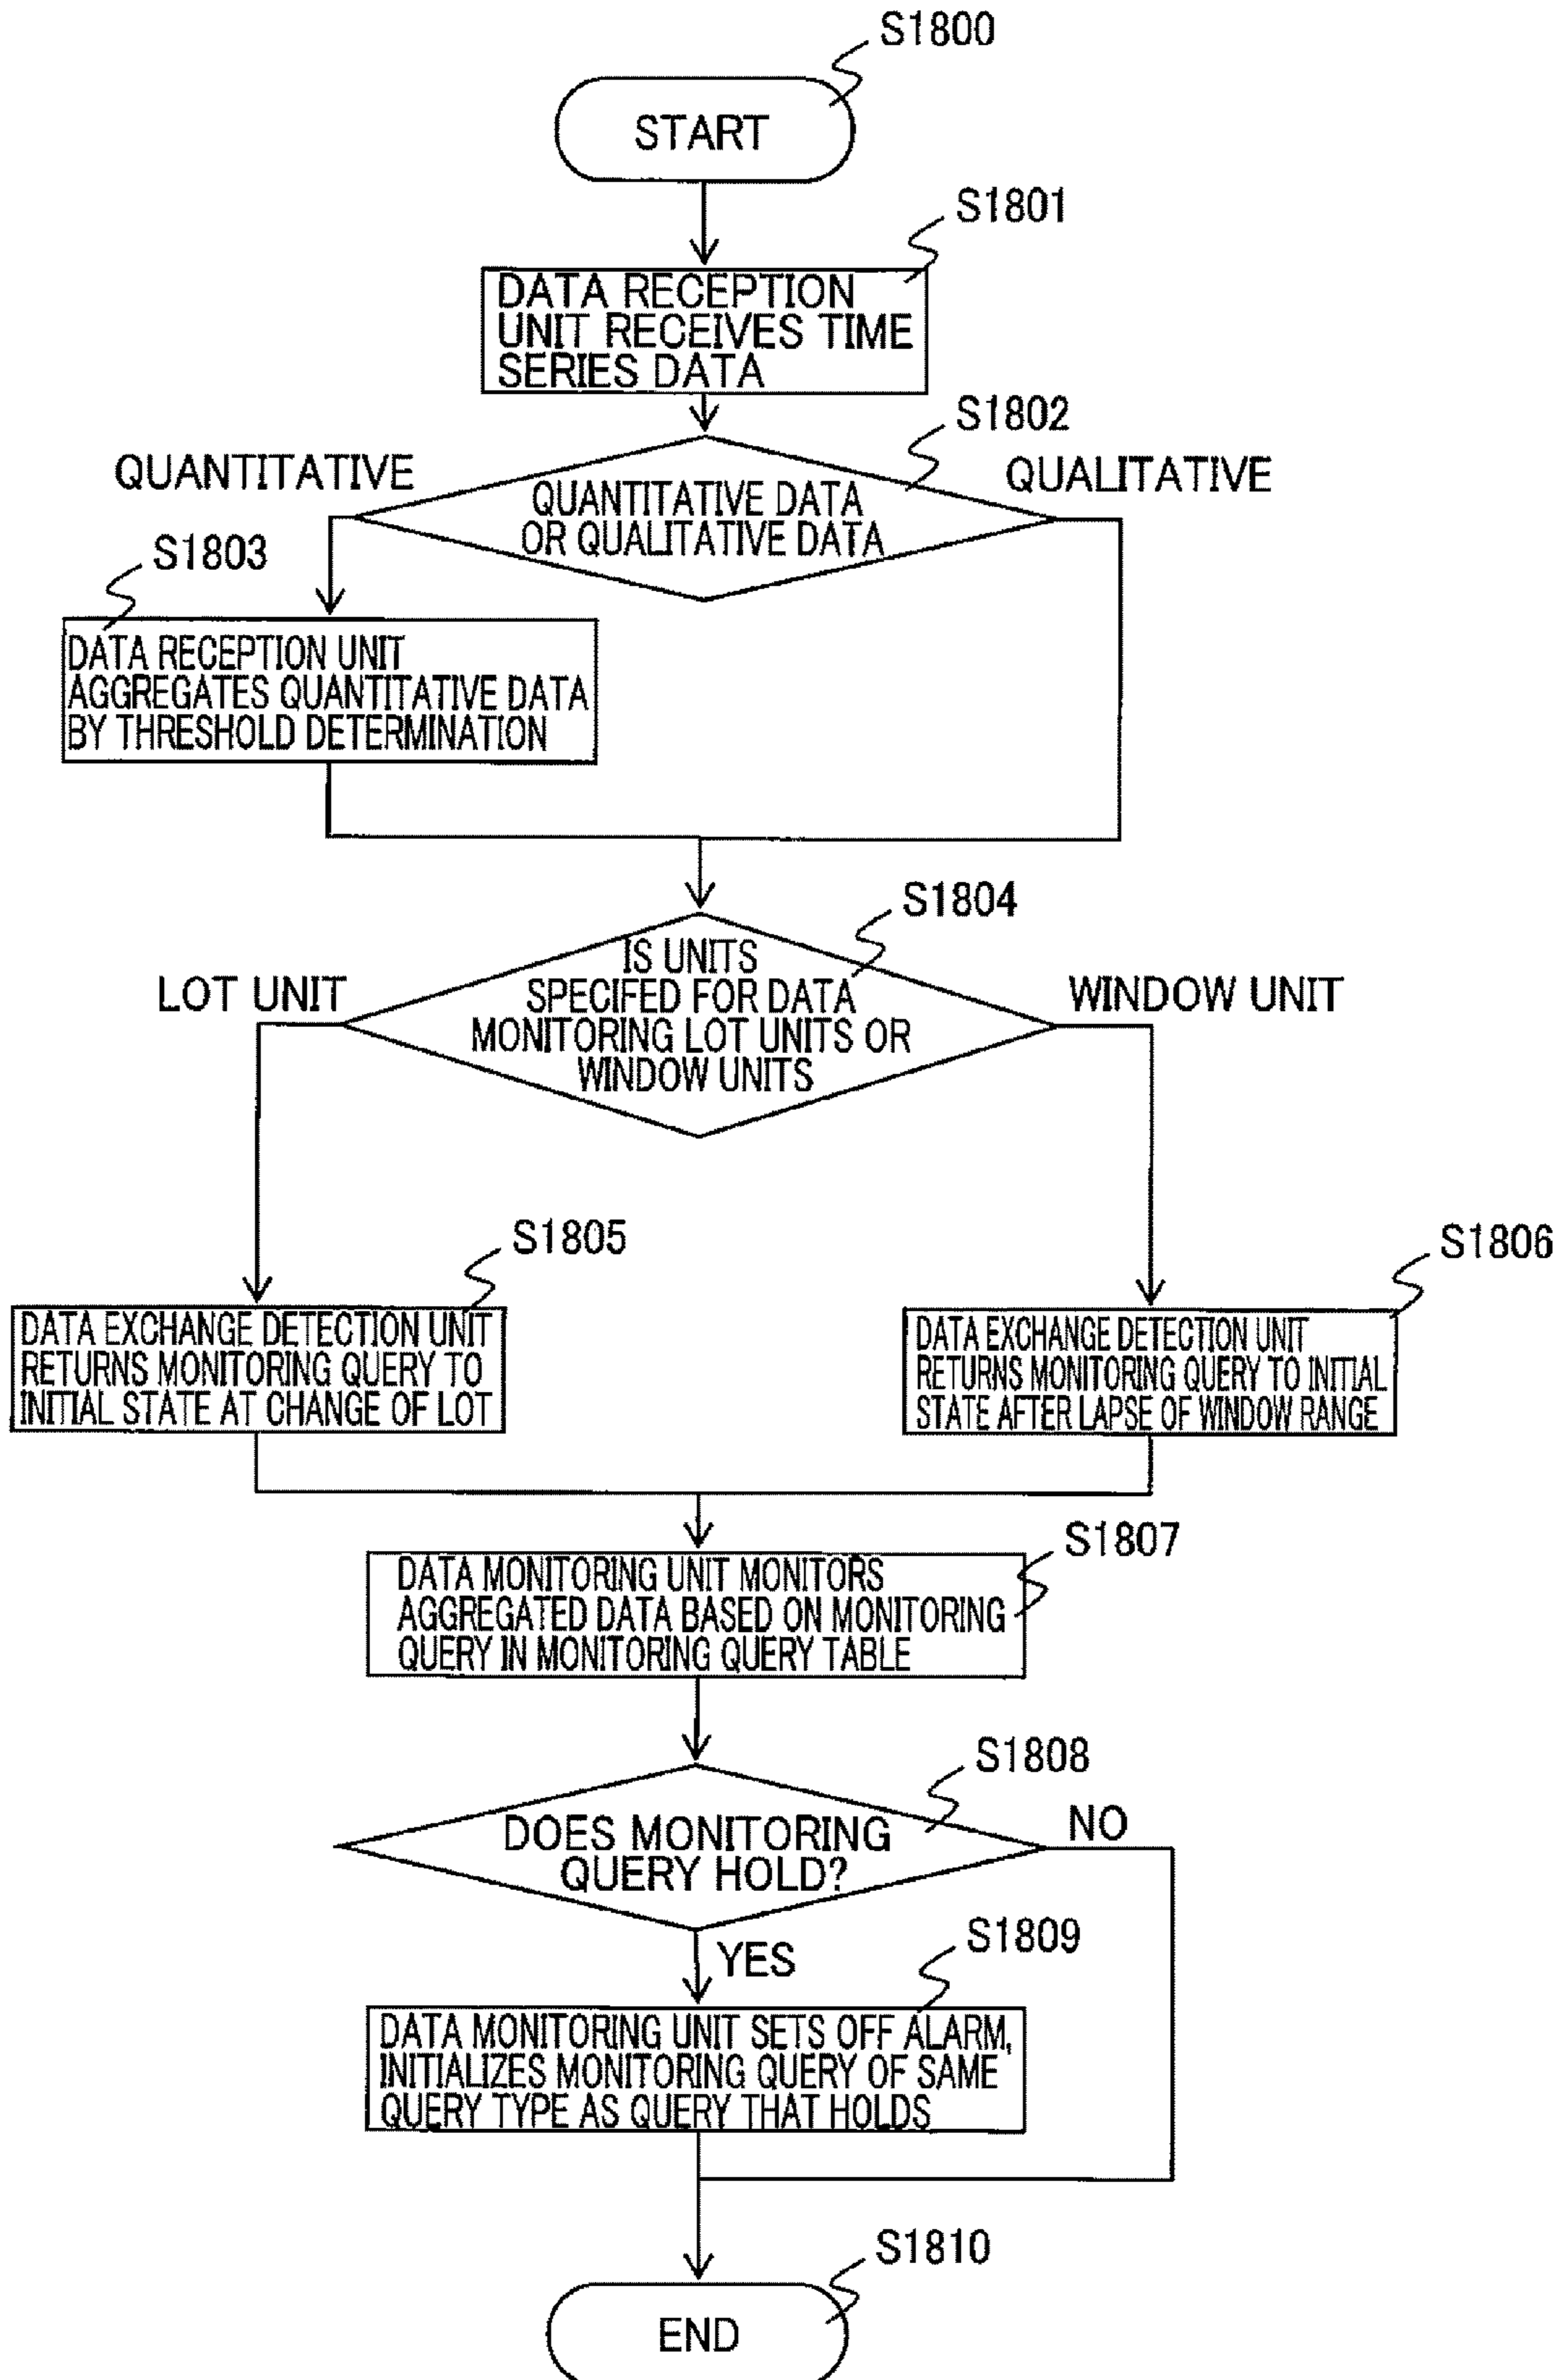 S1800
START
S1801
DATA RECEPTION
UNIT RECEIVES TIME
SERIES DATA
S1802
QUANTITATIVE
QUALITATIVE
QUANTITATIVE DATA
OR QUALITATIVE DATA
S1803
DATA RECEPTION UNIT
AGGREGATES QUANTITATIVE DATA
BY THRESHOLD DETERMINATION
S1804
LOT UNIT
WINDOW UNIT
IS UNITS
SPECIFED FOR DATA
MONITORING LOT UNITS OR
WINDOW UNITS
S1805
DATA EXCHANGE DETECTION UNIT
RETURNS MONITORING QUERY TO
INITIAL STATE AT CHANGE OF LOT
S1806
DATA EXCHANGE DETECTION UNIT
RETURNS MONITORING QUERY TO INITIAL
STATE AFTER LAPSE OF WINDOW RANGE
S1807
DATA MONITORING UNIT MONITORS
AGGREGATED DATA BASED ON MONITORING
QUERY IN MONITORING QUERY TABLE
S1808
DOES MONITORING
QUERY HOLD?
NO
YES
S1809
DATA MONITORING UNIT SETS OFF ALARM,
INITIALIZES MONITORING QUERY OF SAME
QUERY TYPE AS QUERY THAT HOLDS
S1810
END